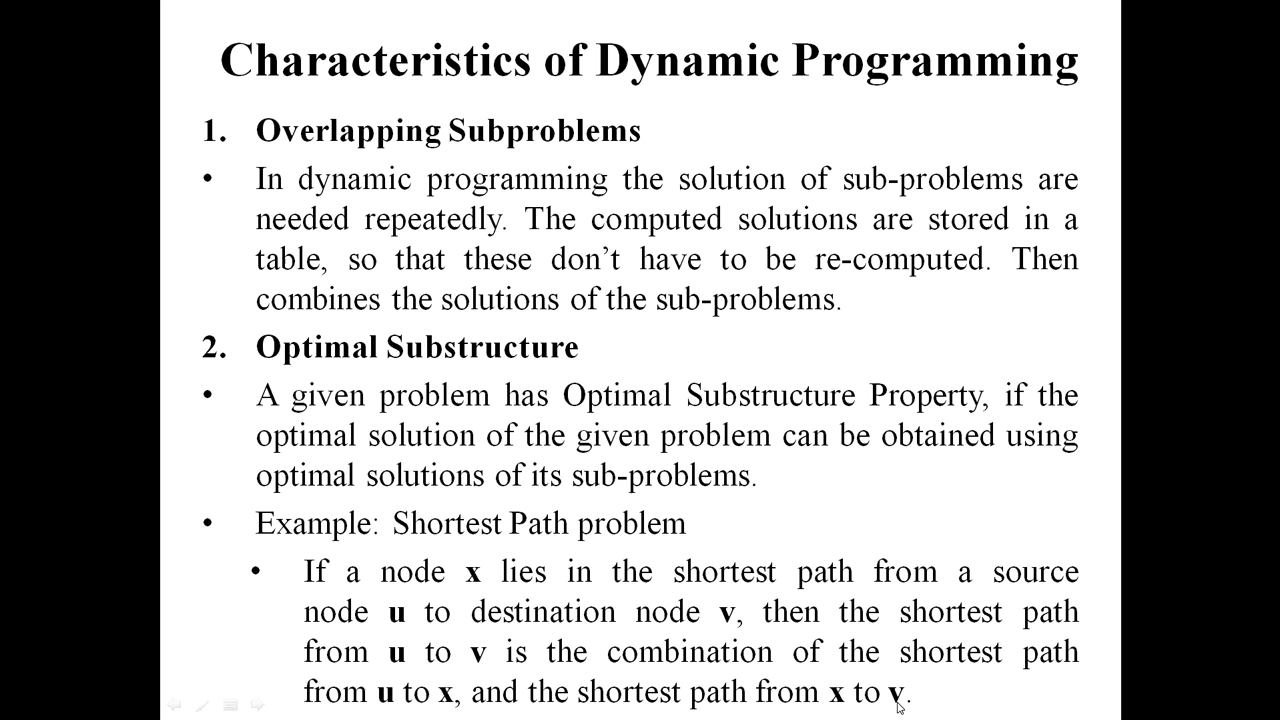 Characteristics of Dynamic Programming
1. Overlapping Subproblems
• In dynamic programming the solution of sub-problems are
needed repeatedly. The computed solutions are stored in a
table, so that these don’t have to be re-computed. Then
combines the solutions of the sub-problems.
2. Optimal Substructure
• A given problem has Optimal Substructure Property, if the
optimal solution of the given problem can be obtained using
optimal solutions of its sub-problems.
• Example: Shortest Path problem
• If a node x lies in the shortest path from a source
node u to destination node v, then the shortest path
from u to v is the combination of the shortest path
from u to x, and the shortest path from x to v.